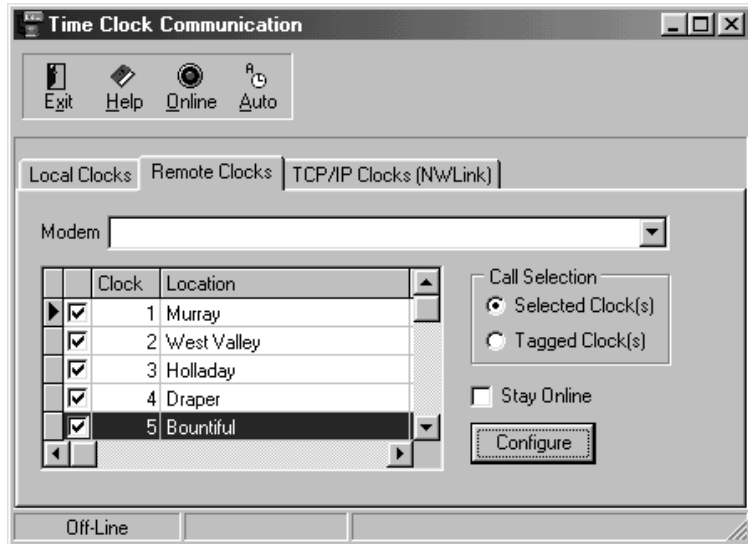 Time Clock Communication
Exit Help Online Auto
Local Clocks Remote Clocks TCP/IP Clocks (NWLink)
Modem
Clock Location
1 Murray
2 West Valley
3 Holladay
4 Draper
5 Bountiful
Call Selection
Selected Clock(s)
Tagged Clock(s)
Stay Online
Configure
Off-Line